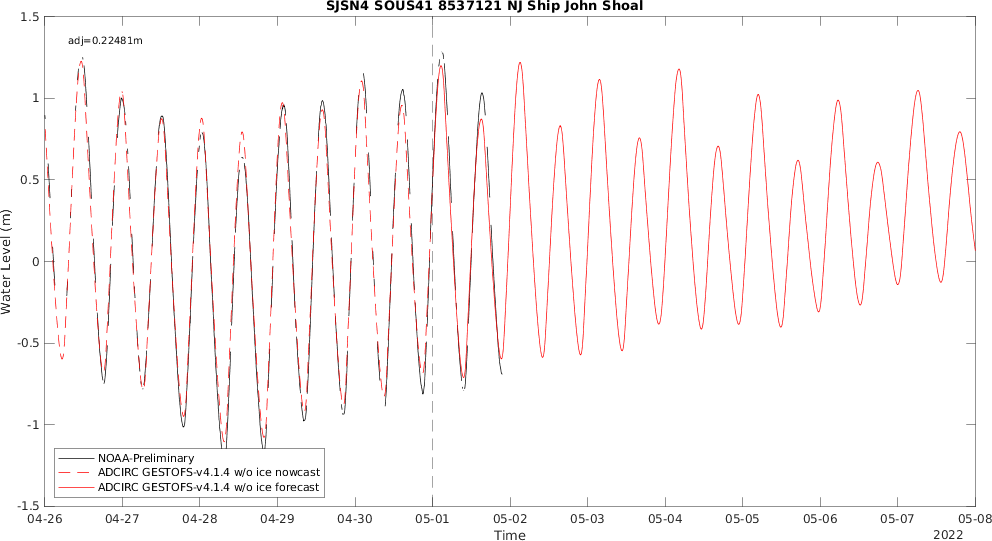 SJSN4 SOUS41 8537121 NJ Ship John Shoal
adj=0.22481m
1.5
1
0.5
0
-0.5
-1
-1.5
Water Level (m)
NOAA-Preliminary
ADCIRC GESTOFS-v4.1.4 w/o ice nowcast
ADCIRC GESTOFS-v4.1.4 w/o ice forecast
04-26 04-27 04-28 04-29 04-30 05-01 05-02 05-03 05-04 05-05 05-06 05-07 05-08
Time
2022